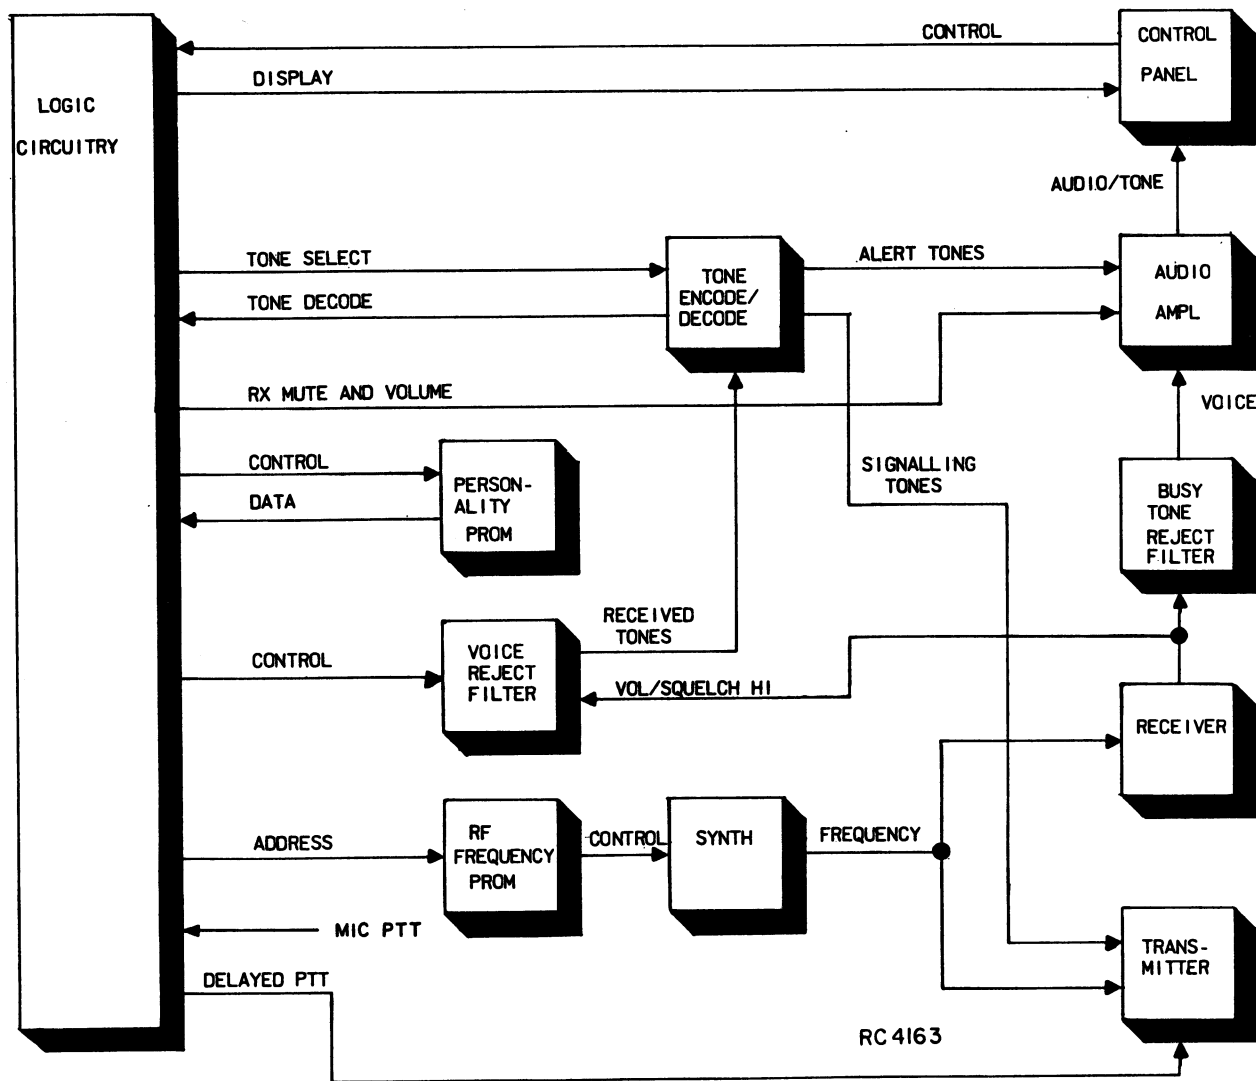 CONTROL
CONTROL
PANEL
DISPLAY
LOGIC
CIRCUITRY
AUDIO/TONE
TONE SELECT
TONE
ENCODE/
DECODE
ALERT TONES
AUDIO
AMPL
TONE DECODE
RX MUTE AND VOLUME
VOICE
CONTROL
PERSON-
ALITY
PROM
DATA
SIGNALLING
TONES
BUSY
TONE
REJECT
FILTER
RECEIVED
TONES
CONTROL
VOICE
REJECT
FILTER
VOL/SQUELCH HI
RECEIVER
ADDRESS
RF
FREQUENCY
PROM
CONTROL
SYNTH
FREQUENCY
MIC PTT
TRANS-
MITTER
DELAYED PTT
RC4163